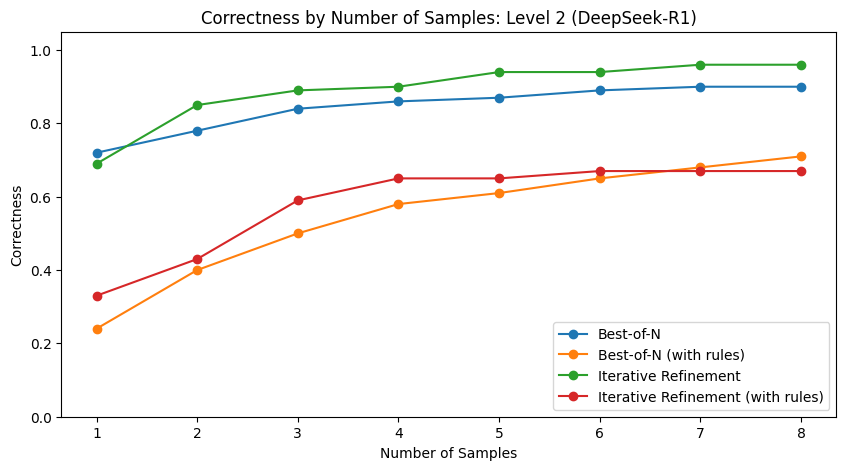 Correctness by Number of Samples: Level 2 (DeepSeek-R1)
1.0
0.8
0.6
0.4
0.2
0.0
Correctness
1 2 3 4 5 6 7 8
Number of Samples
Best-of-N
Best-of-N (with rules)
Iterative Refinement
Iterative Refinement (with rules)